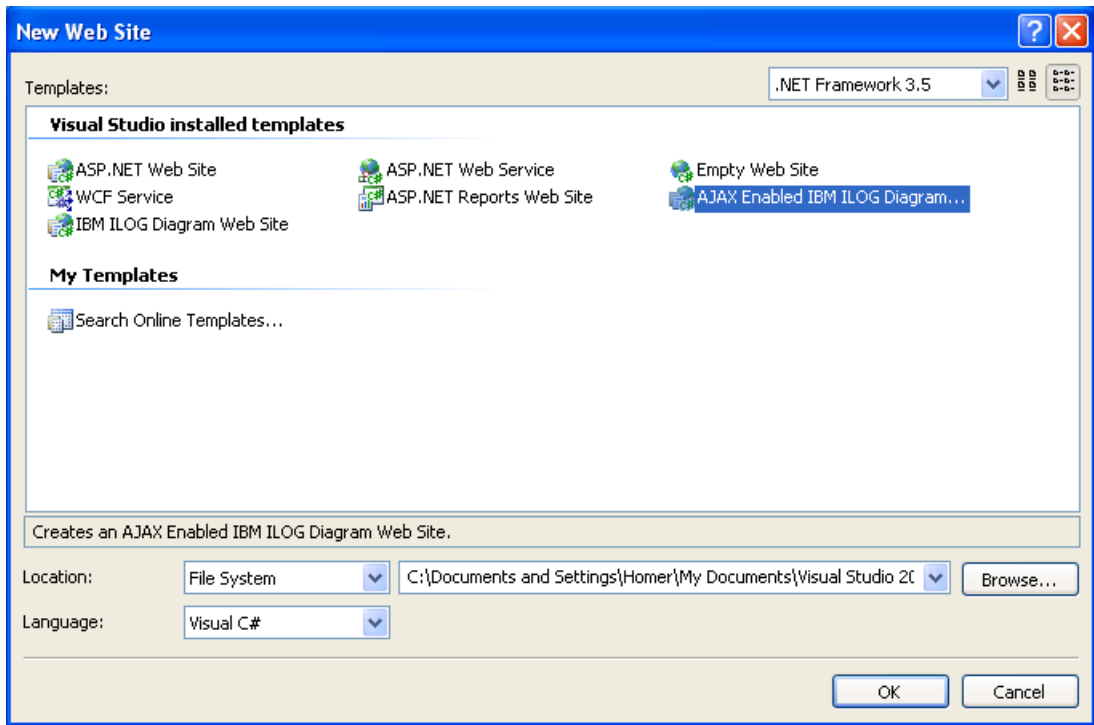 New Web Site
Templates:
.NET Framework 3.5
Visual Studio installed templates
ASP.NET Web Site
ASP.NET Web Service
Empty Web Site
WCF Service
ASP.NET Reports Web Site
AJAX Enabled IBM ILOG Diagram...
IBM ILOG Diagram Web Site
My Templates
Search Online Templates...
Creates an AJAX Enabled IBM ILOG Diagram Web Site.
Location:
File System
C:\Documents and Settings\Homer\My Documents\Visual Studio 20
Browse...
Language:
Visual C#
OK
Cancel